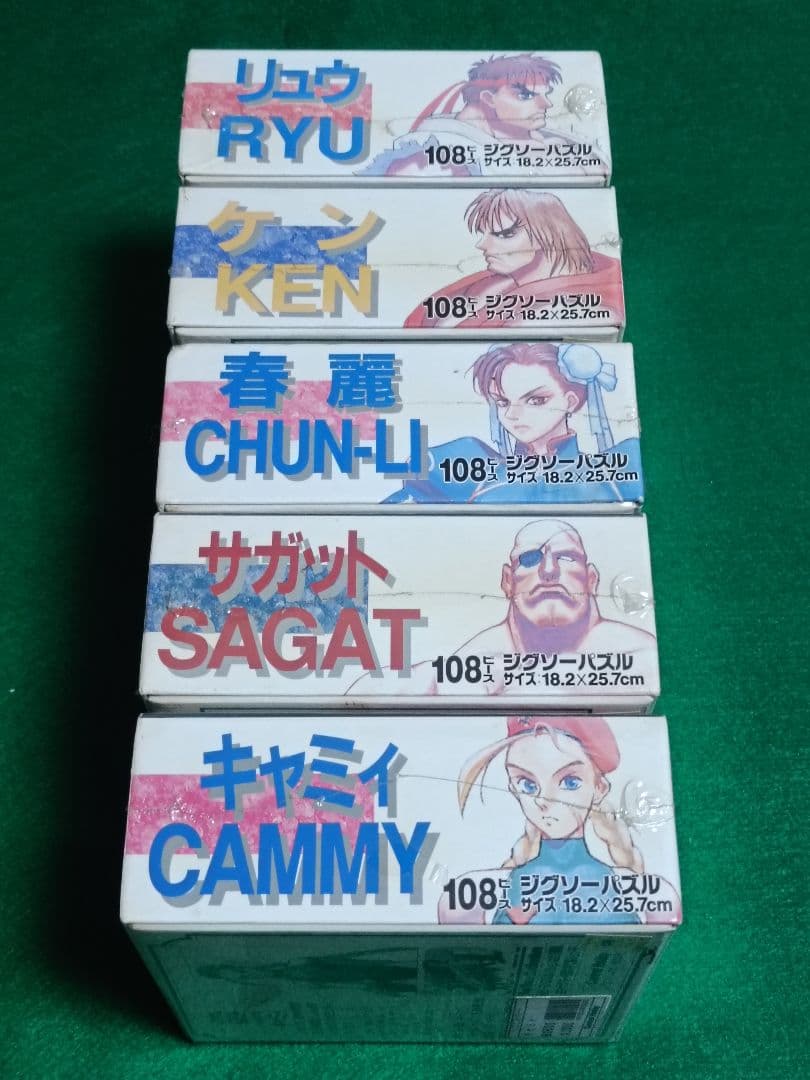 リュウ
RYU
108ピース ジグソーパズル
サイズ 18.2×25.7cm
ケン
KEN
108ピース ジグソーパズル
サイズ 18.2×25.7cm
春麗
CHUN-LI
108ピース ジグソーパズル
サイズ 18.2×25.7cm
サガット
SAGAT
108ピース ジグソーパズル
サイズ 18.2×25.7cm
キャミィ
CAMMY
108ピース ジグソーパズル
サイズ 18.2×25.7cm